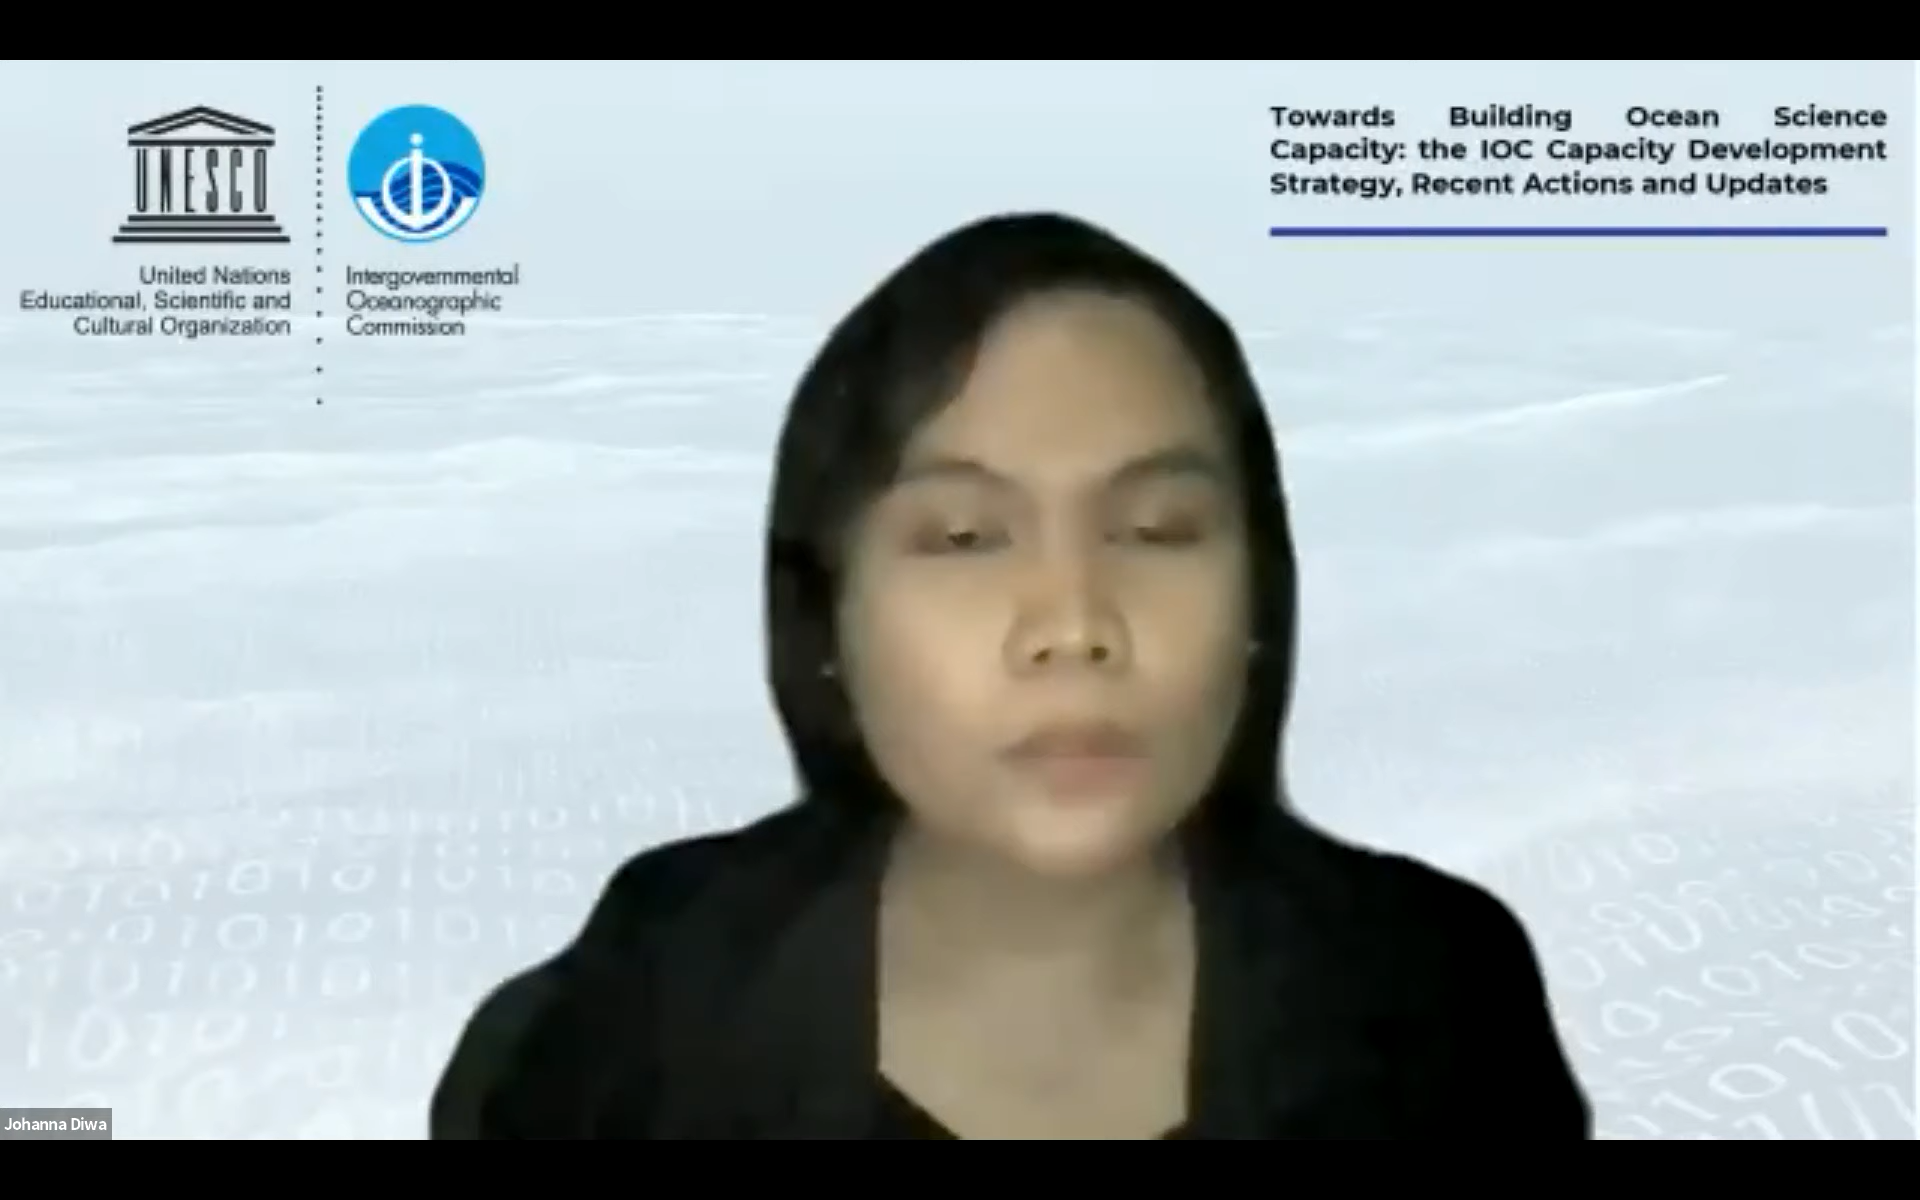 UNESCO
United Nations
Educational, Scientific and
Cultural Organization
Intergovernmental
Oceanographic
Commission
Towards Building Ocean Science
Capacity: the IOC Capacity Development
Strategy, Recent Actions and Updates
Johanna Diwa